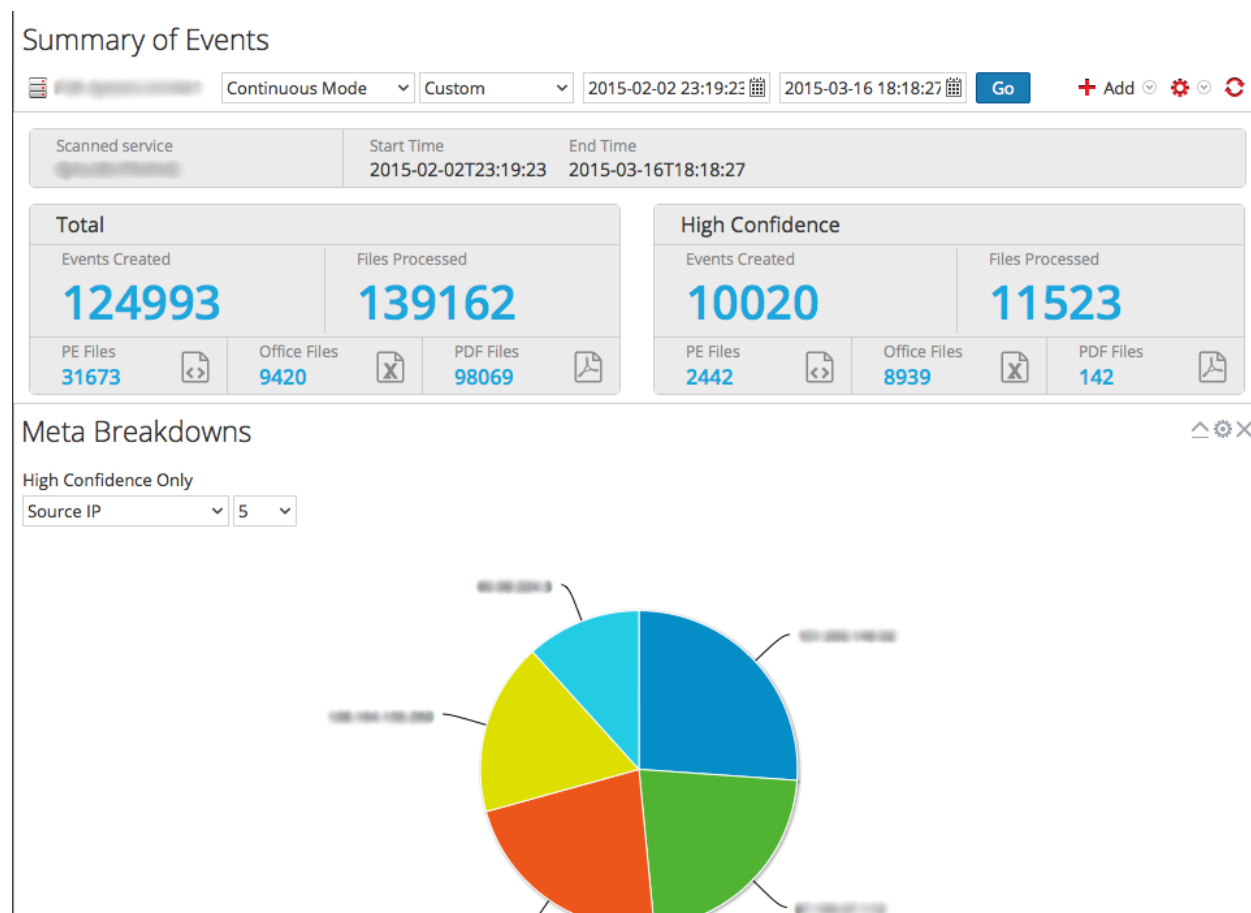 Summary of Events
Continuous Mode Custom 2015-02-02 23:19:23 2015-03-16 18:18:27 Go Add
Scanned service Start Time End Time
2015-02-02T23:19:23 2015-03-16T18:18:27
Total High Confidence
Events Created Files Processed Events Created Files Processed
124993 139162 10020 11523
PE Files Office Files PDF Files PE Files Office Files PDF Files
31673 9420 98069 2442 8939 142
Meta Breakdowns
High Confidence Only
Source IP 5